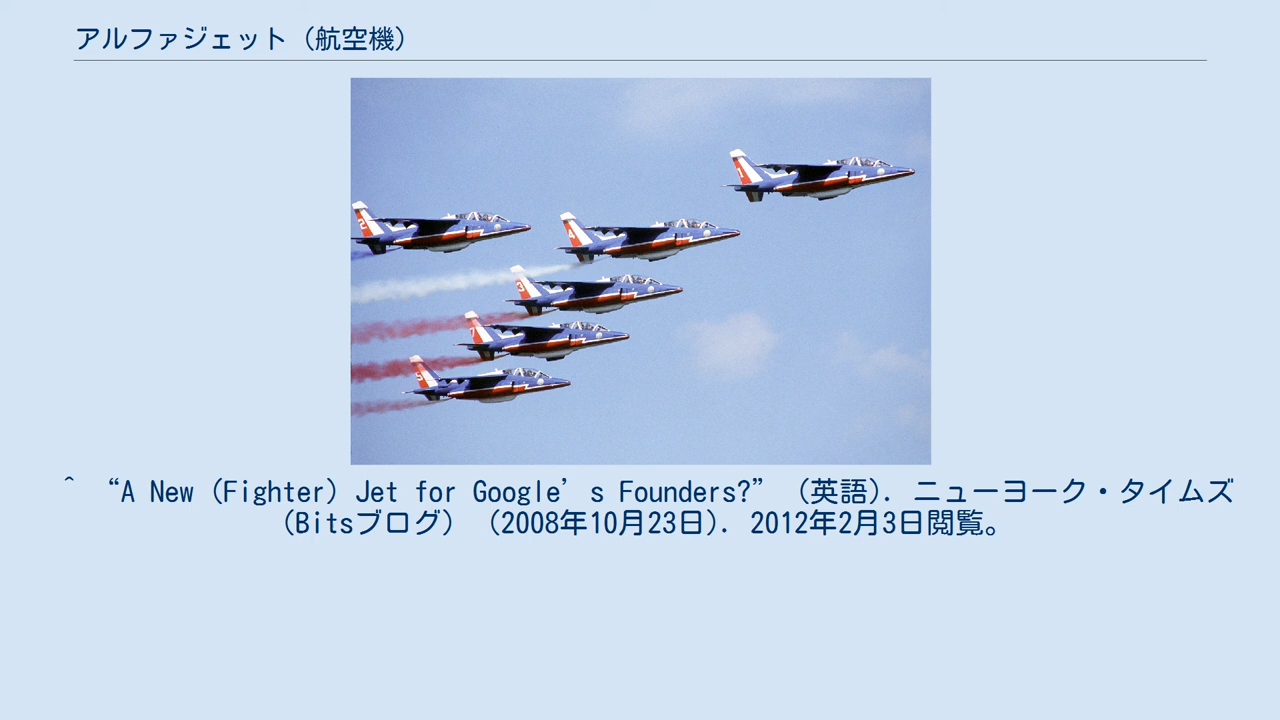 アルファジェット（航空機）
^ “A New (Fighter) Jet for Google’s Founders?” （英語）. ニューヨーク・タイムズ
（Bitsブログ） （2008年10月23日）. 2012年2月3日閲覧。